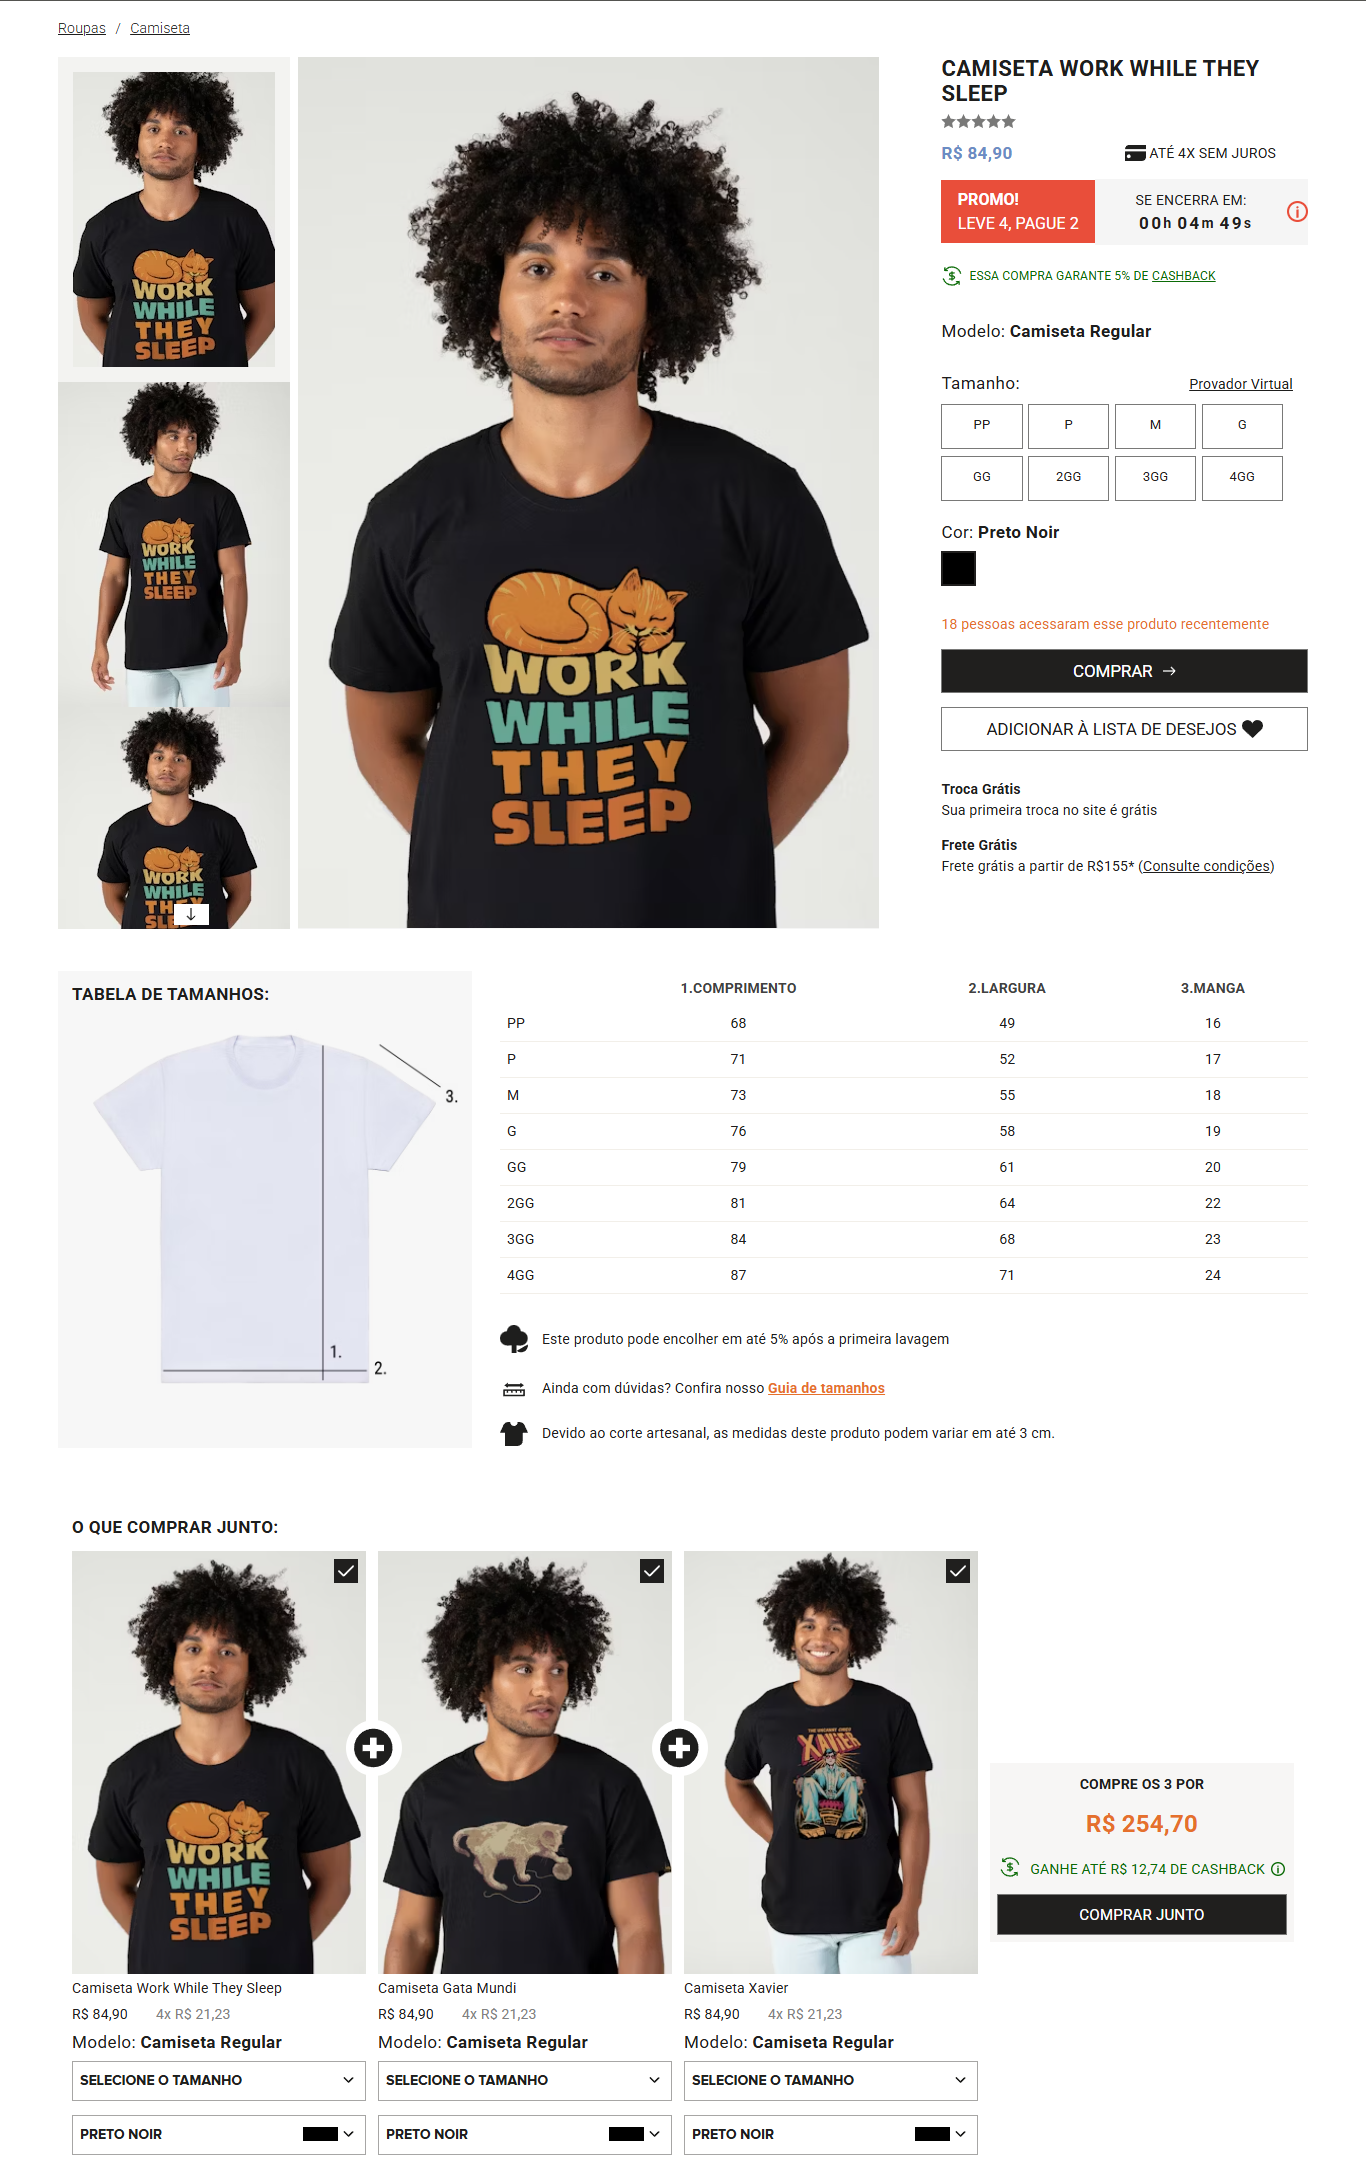 Roupas / Camiseta
WORK
WHILE
THEY
SLEEP
WORK
WHILE
THEY
SLEEP
WORK
WHILE
WORK
WHILE
THEY
SLEEP
CAMISETA WORK WHILE THEY
SLEEP
R$ 84,90
ATÉ 4X SEM JUROS
PROMO!
LEVE 4, PAGUE 2
SE ENCERRA EM:
00h 04m 49s
ESSA COMPRA GARANTE 5% DE CASHBACK
Modelo: Camiseta Regular
Tamanho:
Provador Virtual
PP P M G
GG 2GG 3GG 4GG
Cor: Preto Noir
18 pessoas acessaram esse produto recentemente
COMPRAR →
ADICIONAR À LISTA DE DESEJOS
Troca Grátis
Sua primeira troca no site é grátis
Frete Grátis
Frete grátis a partir de R$155* (Consulte condições)
TABELA DE TAMANHOS:
3.
1.
2.
1.COMPRIMENTO 2.LARGURA 3.MANGA
PP 68 49 16
P 71 52 17
M 73 55 18
G 76 58 19
GG 79 61 20
2GG 81 64 22
3GG 84 68 23
4GG 87 71 24
Este produto pode encolher em até 5% após a primeira lavagem
Ainda com dúvidas? Confira nosso Guia de tamanhos
Devido ao corte artesanal, as medidas deste produto podem variar em até 3 cm.
O QUE COMPRAR JUNTO:
WORK
WHILE
THEY
SLEEP
XAVIER
Camiseta Work While They Sleep
R$ 84,90 4x R$ 21,23
Modelo: Camiseta Regular
SELECIONE O TAMANHO
PRETO NOIR
Camiseta Gata Mundi
R$ 84,90 4x R$ 21,23
Modelo: Camiseta Regular
SELECIONE O TAMANHO
PRETO NOIR
Camiseta Xavier
R$ 84,90 4x R$ 21,23
Modelo: Camiseta Regular
SELECIONE O TAMANHO
PRETO NOIR
COMPRE OS 3 POR
R$ 254,70
GANHE ATÉ R$ 12,74 DE CASHBACK
COMPRAR JUNTO